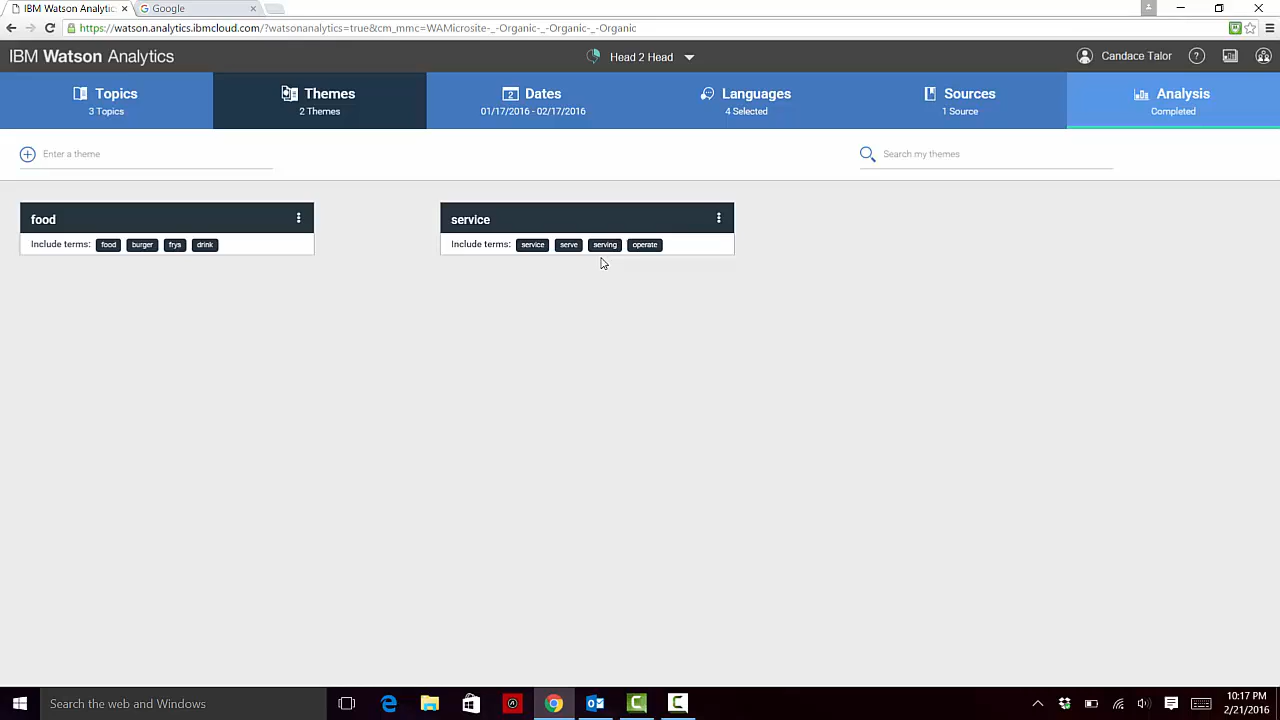 IBM Watson Analytic
Google
https://watson.analytics.ibmcloud.com/?watsonanalytics=true&cm_mmc=WAMicrosite-_-Organic-_-Organic-_-Organic
IBM Watson Analytics
Head 2 Head
Candace Talor
?
Topics
3 Topics
Themes
2 Themes
2 Dates
01/17/2016 - 02/17/2016
Languages
4 Selected
Sources
1 Source
Analysis
Completed
Enter a theme
Search my themes
food
Include terms: food burger frys drink
service
Include terms: service serve serving operate
Search the web and Windows
10:17 PM
2/21/2016